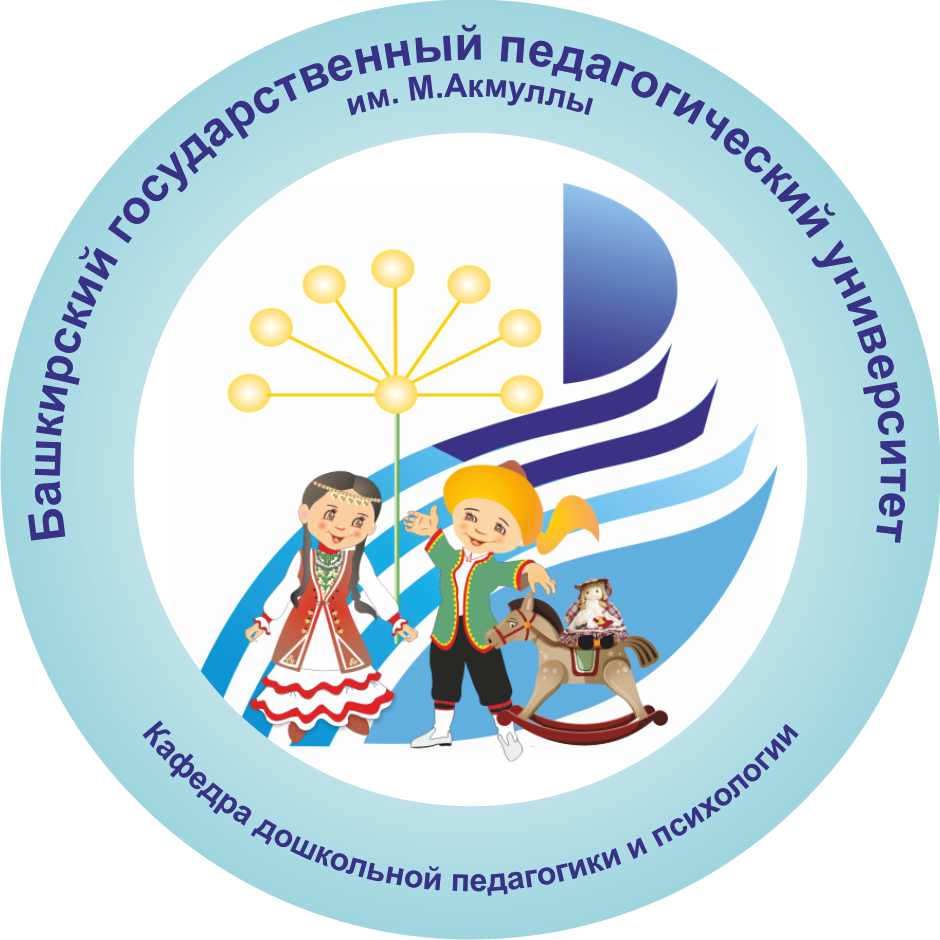 Башкирский государственный педагогический университет
им. М.Акмуллы
Кафедра дошкольной педагогики и психологии